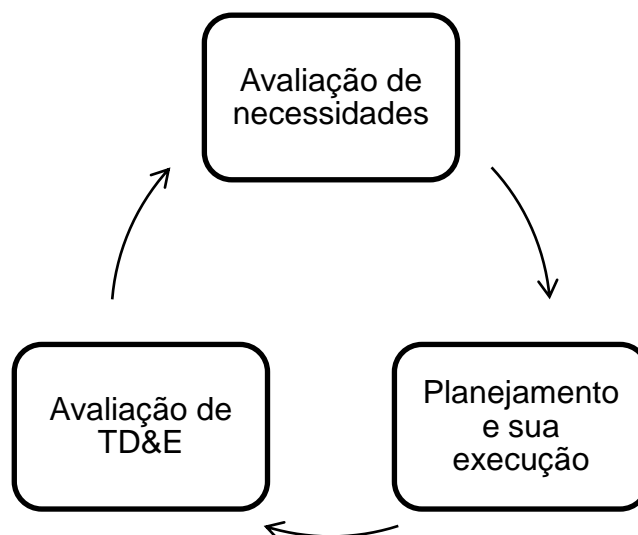 Avaliação de
necessidades
Planejamento
e sua
execução
Avaliação de
TD&E